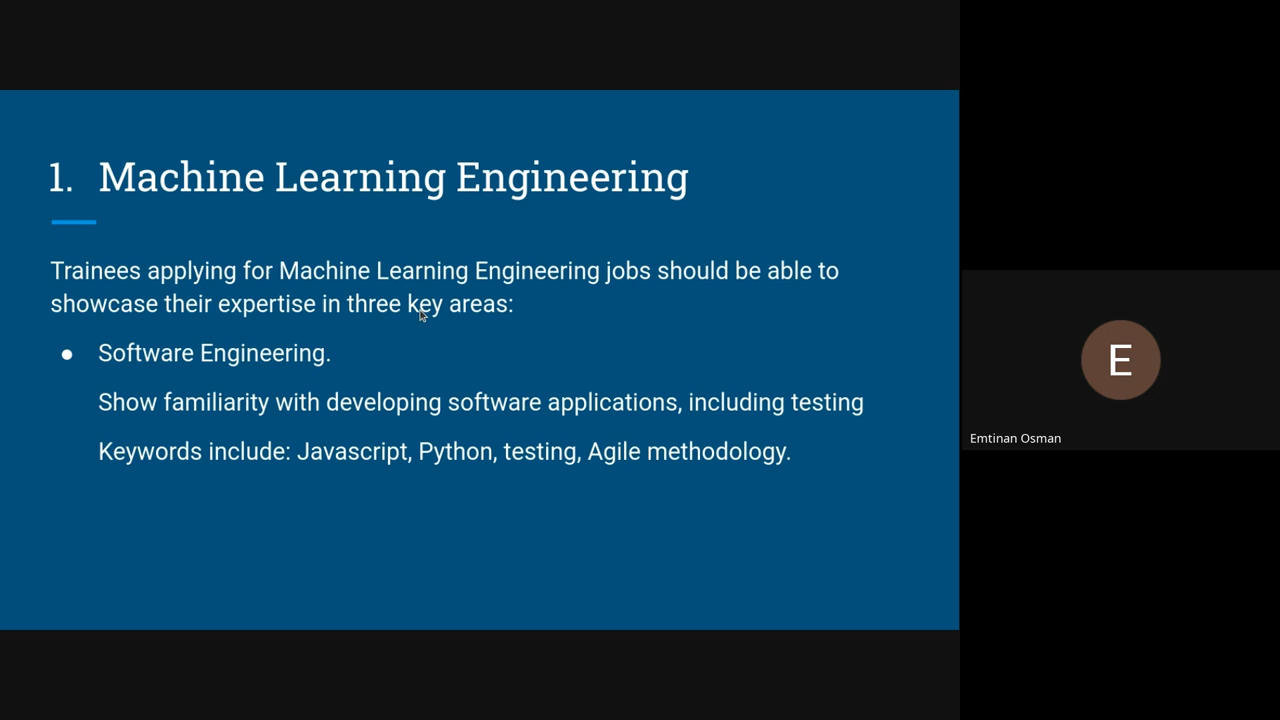 1. Machine Learning Engineering
Trainees applying for Machine Learning Engineering jobs should be able to
showcase their expertise in three key areas:
● Software Engineering.
Show familiarity with developing software applications, including testing
Keywords include: Javascript, Python, testing, Agile methodology.
E
Emtinan Osman